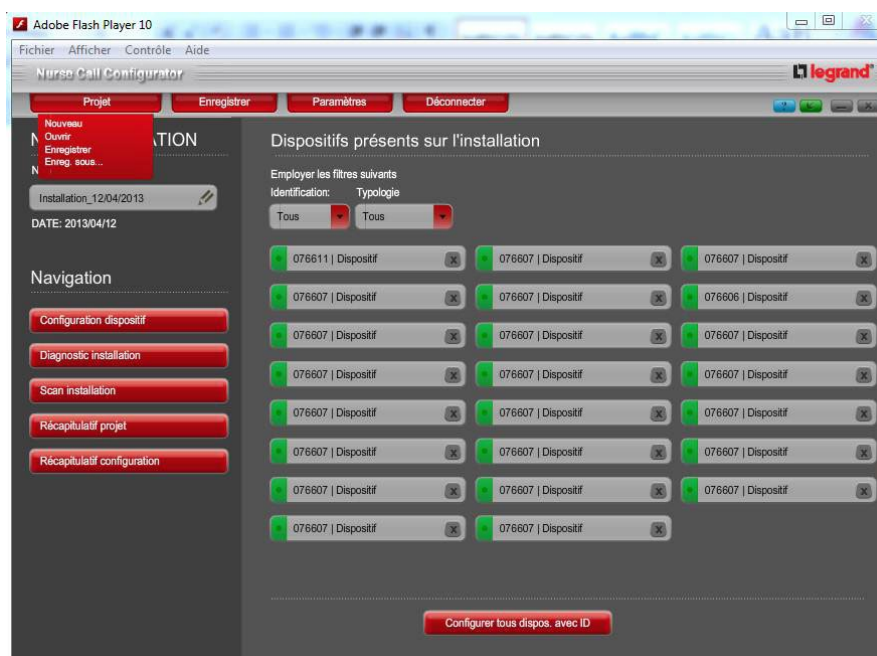 Adobe Flash Player 10
Fichier Afficher Contrôle Aide
Nurse Call Configurator
legrand®
Projet Enregistrer Paramètres Déconnecter
Nouveau
Ouvrir
Enregistrer
Enreg. sous...
N TION
N
Installation_12/04/2013
DATE: 2013/04/12
Navigation
Configuration dispositif
Diagnostic installation
Scan installation
Récapitulatif projet
Récapitulatif configuration
Dispositifs présents sur l'installation
Employer les filtres suivants
Identification: Typologie
Tous Tous
076611 | Dispositif x 076607 | Dispositif x 076607 | Dispositif x
076607 | Dispositif x 076607 | Dispositif x 076606 | Dispositif x
076607 | Dispositif x 076607 | Dispositif x 076607 | Dispositif x
076607 | Dispositif x 076607 | Dispositif x 076607 | Dispositif x
076607 | Dispositif x 076607 | Dispositif x 076607 | Dispositif x
076607 | Dispositif x 076607 | Dispositif x 076607 | Dispositif x
076607 | Dispositif x 076607 | Dispositif x 076607 | Dispositif x
076607 | Dispositif x 076607 | Dispositif x
Configurer tous dispos. avec ID